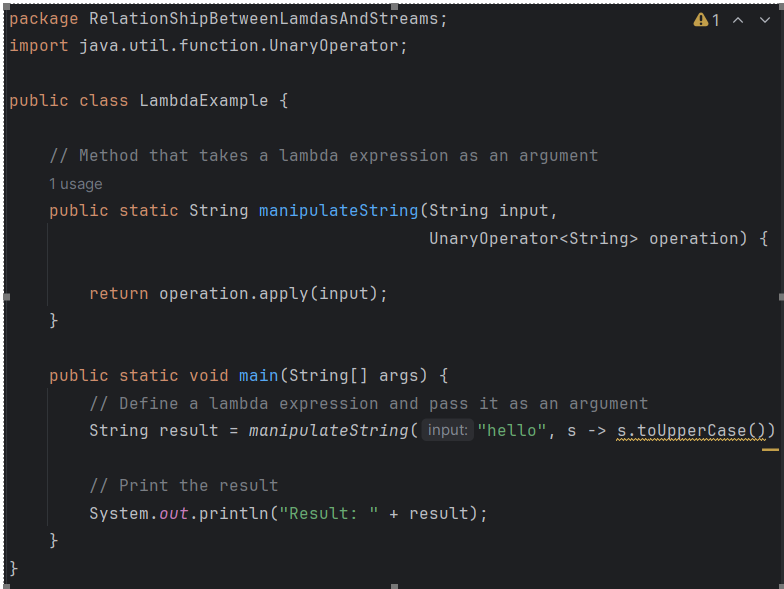 package RelationShipBetweenLamdasAndStreams;
1
import java.util.function.UnaryOperator;
public class LambdaExample {
// Method that takes a lambda expression as an argument
1 usage
public static String manipulateString(String input,
UnaryOperator<String> operation) {
return operation.apply(input);
}
public static void main(String[] args) {
// Define a lambda expression and pass it as an argument
String result = manipulateString( input: "hello", s -> s.toUpperCase())
// Print the result
System.out.println("Result: " + result);
}
}